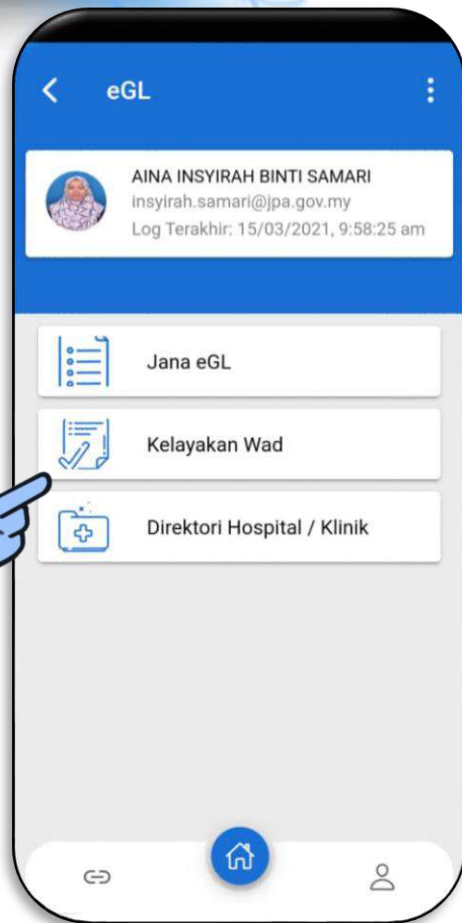 eGL
AINA INSYIRAH BINTI SAMARI
insyirah.samari@jpa.gov.my
Log Terakhir: 15/03/2021, 9:58:25 am
Jana eGL
Kelayakan Wad
Direktori Hospital / Klinik